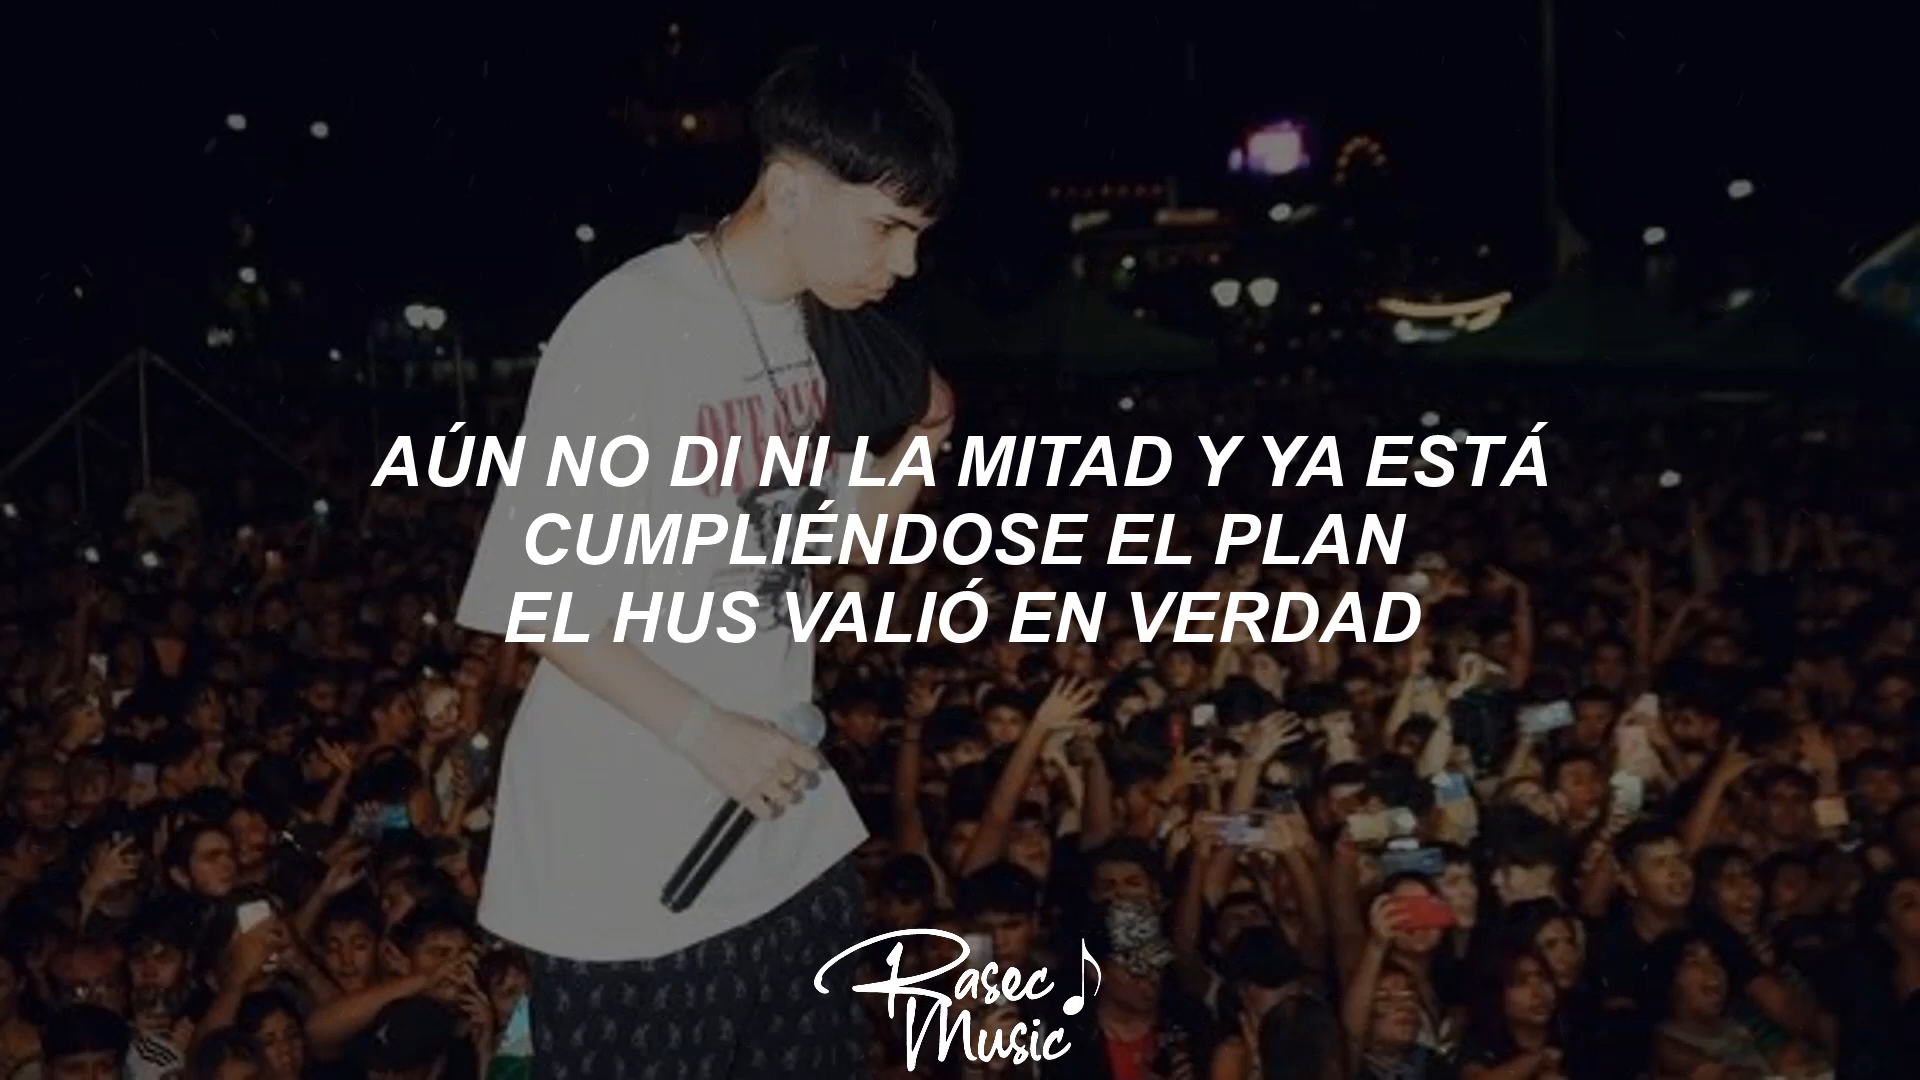 AÚN NO DI NI LA MITAD Y YA ESTÁ
CUMPLIÉNDOSE EL PLAN
EL HUS VALIÓ EN VERDAD
Rasec
Music